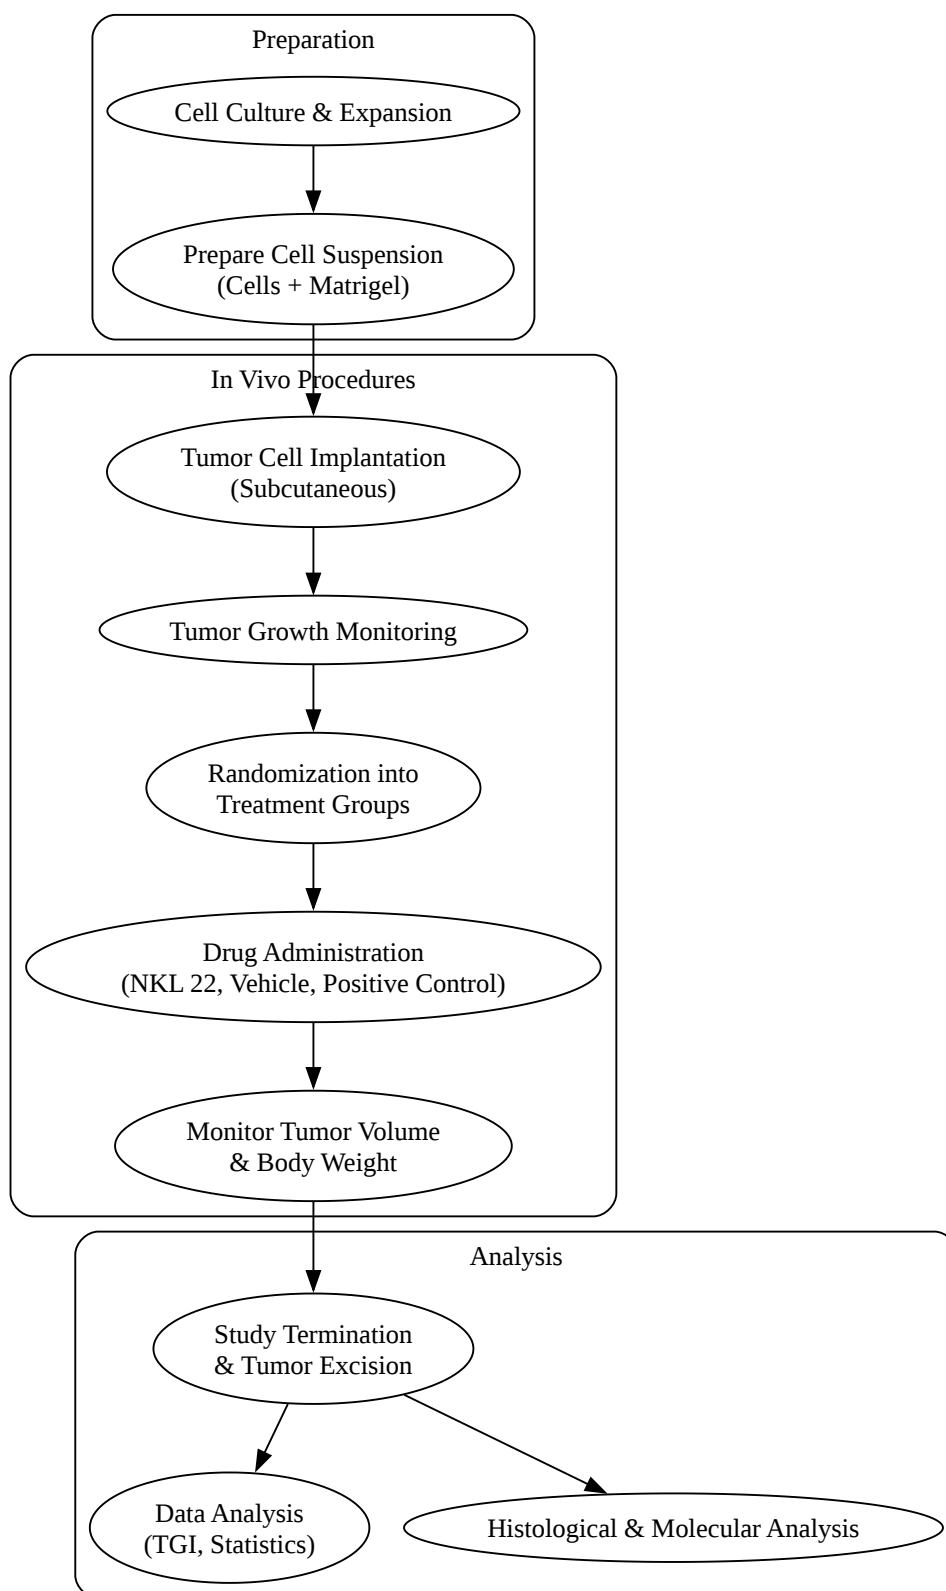 Preparation
Cell Culture & Expansion
Prepare Cell Suspension
(Cells + Matrigel)
In Vivo Procedures
Tumor Cell Implantation
(Subcutaneous)
Tumor Growth Monitoring
Randomization into
Treatment Groups
Drug Administration
(NKL 22, Vehicle, Positive Control)
Monitor Tumor Volume
& Body Weight
Analysis
Study Termination
& Tumor Excision
Data Analysis
(TGI, Statistics)
Histological & Molecular Analysis